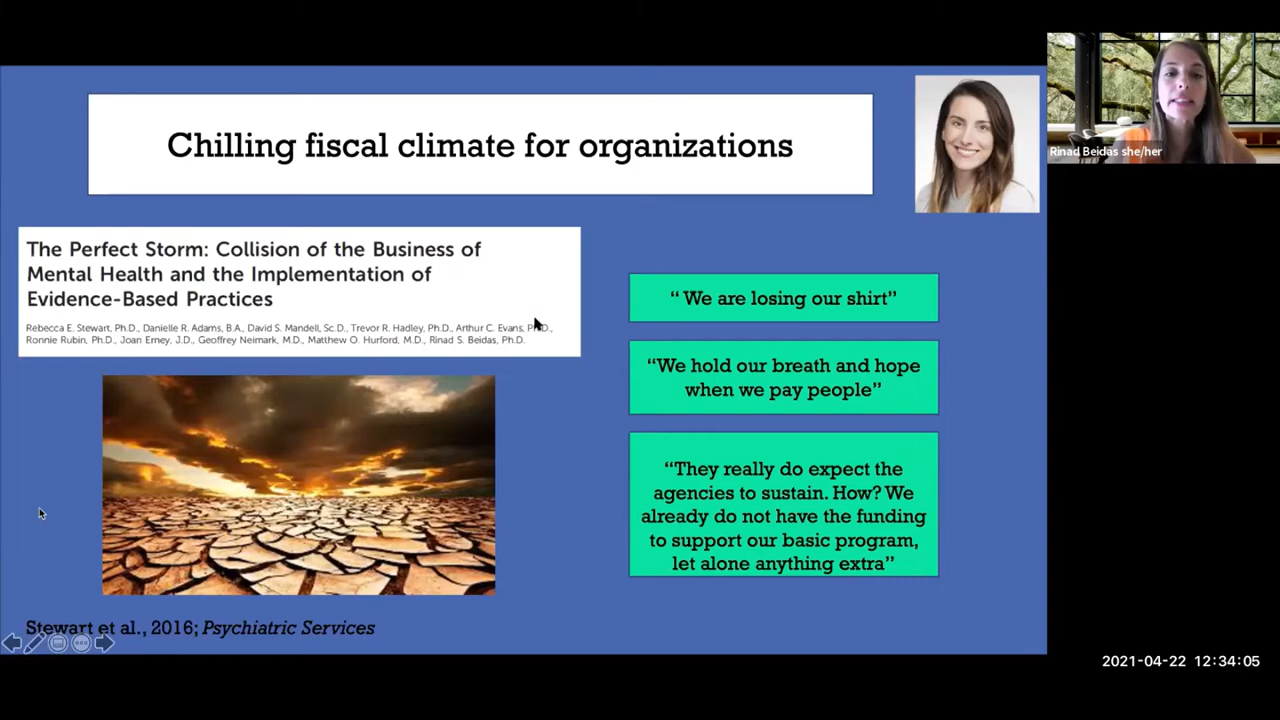 Chilling fiscal climate for organizations
Rinad Beidas she/her
The Perfect Storm: Collision of the Business of
Mental Health and the Implementation of
Evidence-Based Practices
Rebecca E. Stewart, Ph.D., Danielle R. Adams, B.A., David S. Mandell, Sc.D., Trevor R. Hadley, Ph.D., Arthur C. Evans, Ph.D.,
Ronnie Rubin, Ph.D., Joan Erney, J.D., Geoffrey Neimark, M.D., Matthew O. Hurford, M.D., Rinad S. Beidas, Ph.D.
“ We are losing our shirt”
“We hold our breath and hope
when we pay people”
“They really do expect the
agencies to sustain. How? We
already do not have the funding
to support our basic program,
let alone anything extra”
Stewart et al., 2016; Psychiatric Services
2021-04-22 12:34:05